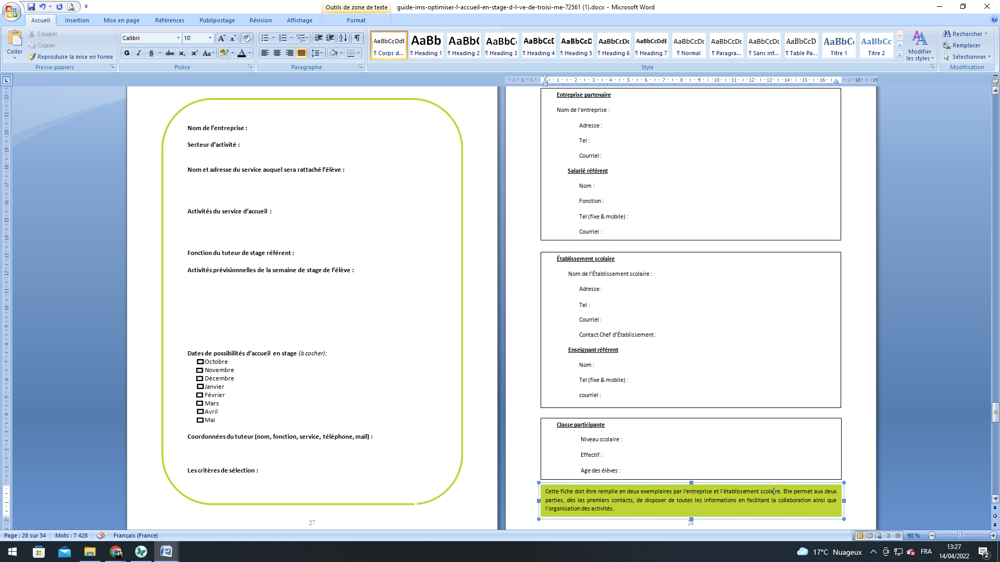 Outils de zone de texte
guide-ims-optimiser-l-accueil-en-stage-d-l-ve-de-troisi-me-72561 (1).docx - Microsoft Word
Accueil Insertion Mise en page Références Publipostage Révision Affichage Format
Coller
Couper
Copier
Reproduire la mise en forme
Presse-papiers
Calibri 10
G I S abc X₂ X² Aa
Police
Paragraphe
AaBbCcDdE AaBb AaBbC AaBbCc AaBbCcD AaBbCcD AaBbCcDc AaBbCcDdE AaBbCcDc AaBbCcDc AaBbCcDc AaBbCcD AaBbC AaBbCc
¶ Corps d... ¶ Heading 1 ¶ Heading 2 ¶ Heading 3 ¶ Heading 4 ¶ Heading 5 ¶ Heading 6 ¶ Heading 7 ¶ Normal ¶ Paragra... ¶ Sans int... ¶ Table Pa... Titre 1 Titre 2
Style
Modifier
les styles
Rechercher
Remplacer
Sélectionner
Modification
Nom de l’entreprise :
Secteur d’activité :
Nom et adresse du service auquel sera rattaché l’élève :
Activités du service d’accueil :
Fonction du tuteur de stage référent :
Activités prévisionnelles de la semaine de stage de l’élève :
Dates de possibilités d’accueil en stage (à cocher):
Octobre
Novembre
Décembre
Janvier
Février
Mars
Avril
Mai
Coordonnées du tuteur (nom, fonction, service, téléphone, mail) :
Les critères de sélection :
27
Entreprise partenaire
Nom de l’entreprise :
Adresse :
Tel :
Courriel :
Salarié référent
Nom :
Fonction :
Tel (fixe & mobile) :
Courriel :
Établissement scolaire
Nom de l’Établissement scolaire :
Adresse :
Tel :
Courriel :
Contact Chef d’Établissement :
Enseignant référent
Nom :
Tel (fixe & mobile) :
courriel :
Classe participante
Niveau scolaire :
Effectif :
Age des élèves :
Cette fiche doit être remplie en deux exemplaires par l’entreprise et l’établissement scolaire. Elle permet aux deux
parties, dès les premiers contacts, de disposer de toutes les informations en facilitant la collaboration ainsi que
l’organisation des activités.
28
Page : 28 sur 34 Mots : 7 428 Français (France) 90 %
17°C Nuageux FRA
13:27
14/04/2022
2